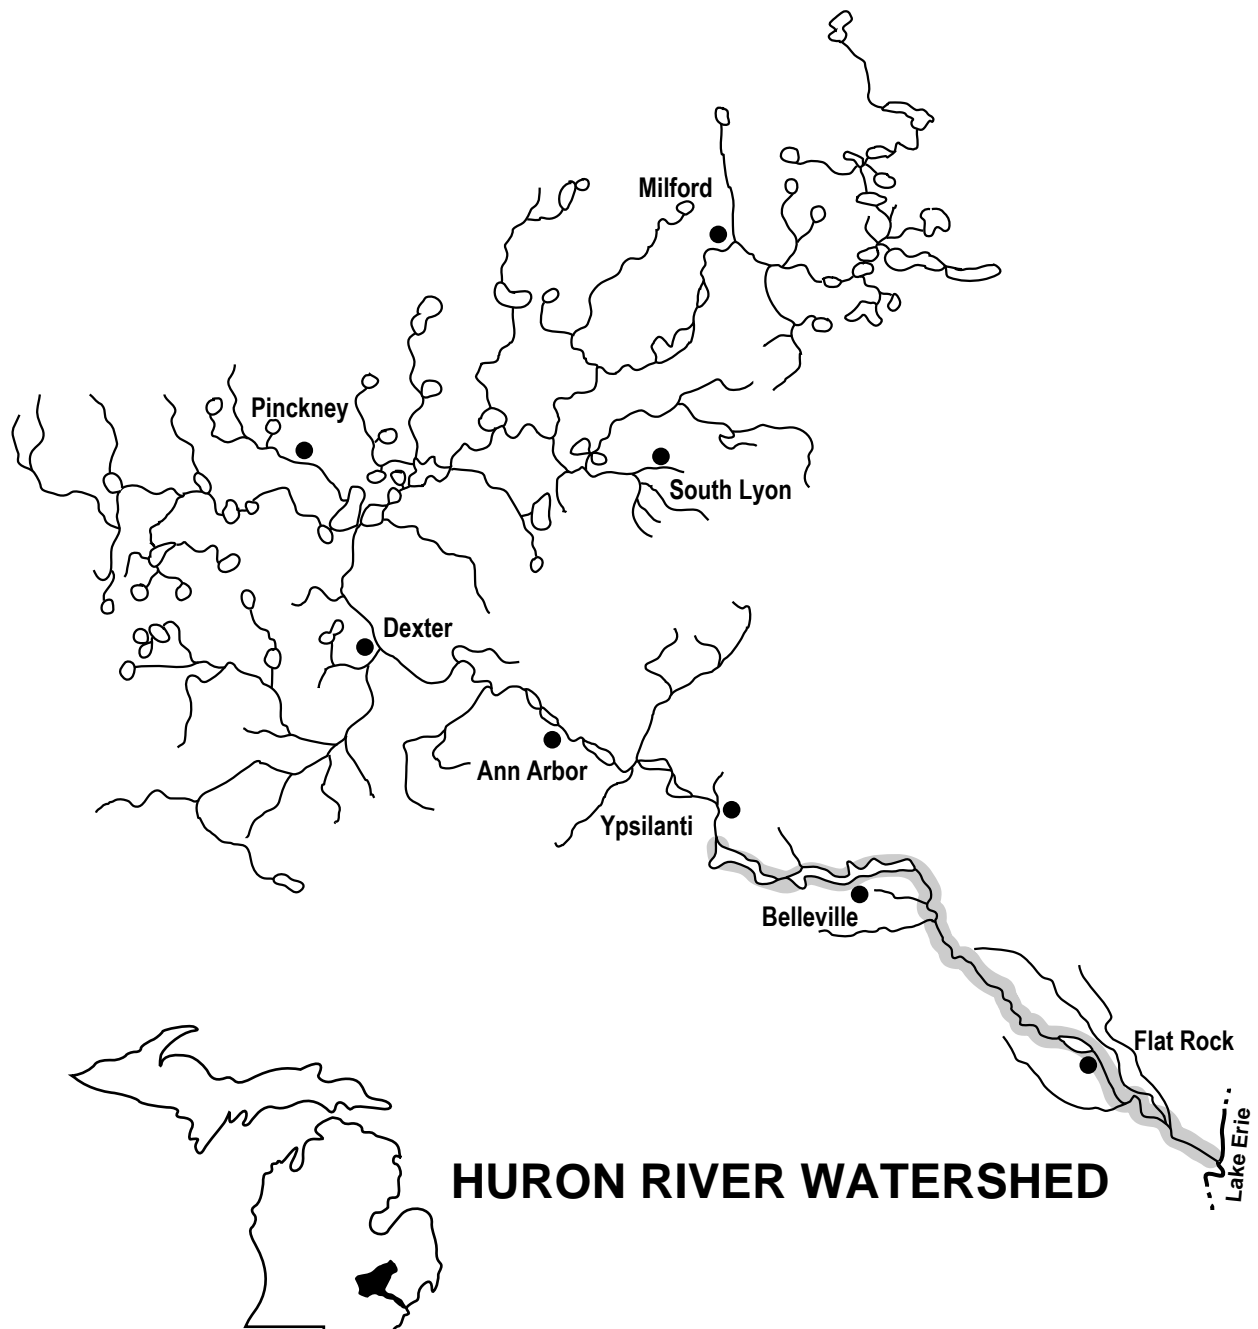 Milford
Pinckney
South Lyon
Dexter
Ann Arbor
Ypsilanti
Belleville
Flat Rock
Lake Erie
HURON RIVER WATERSHED